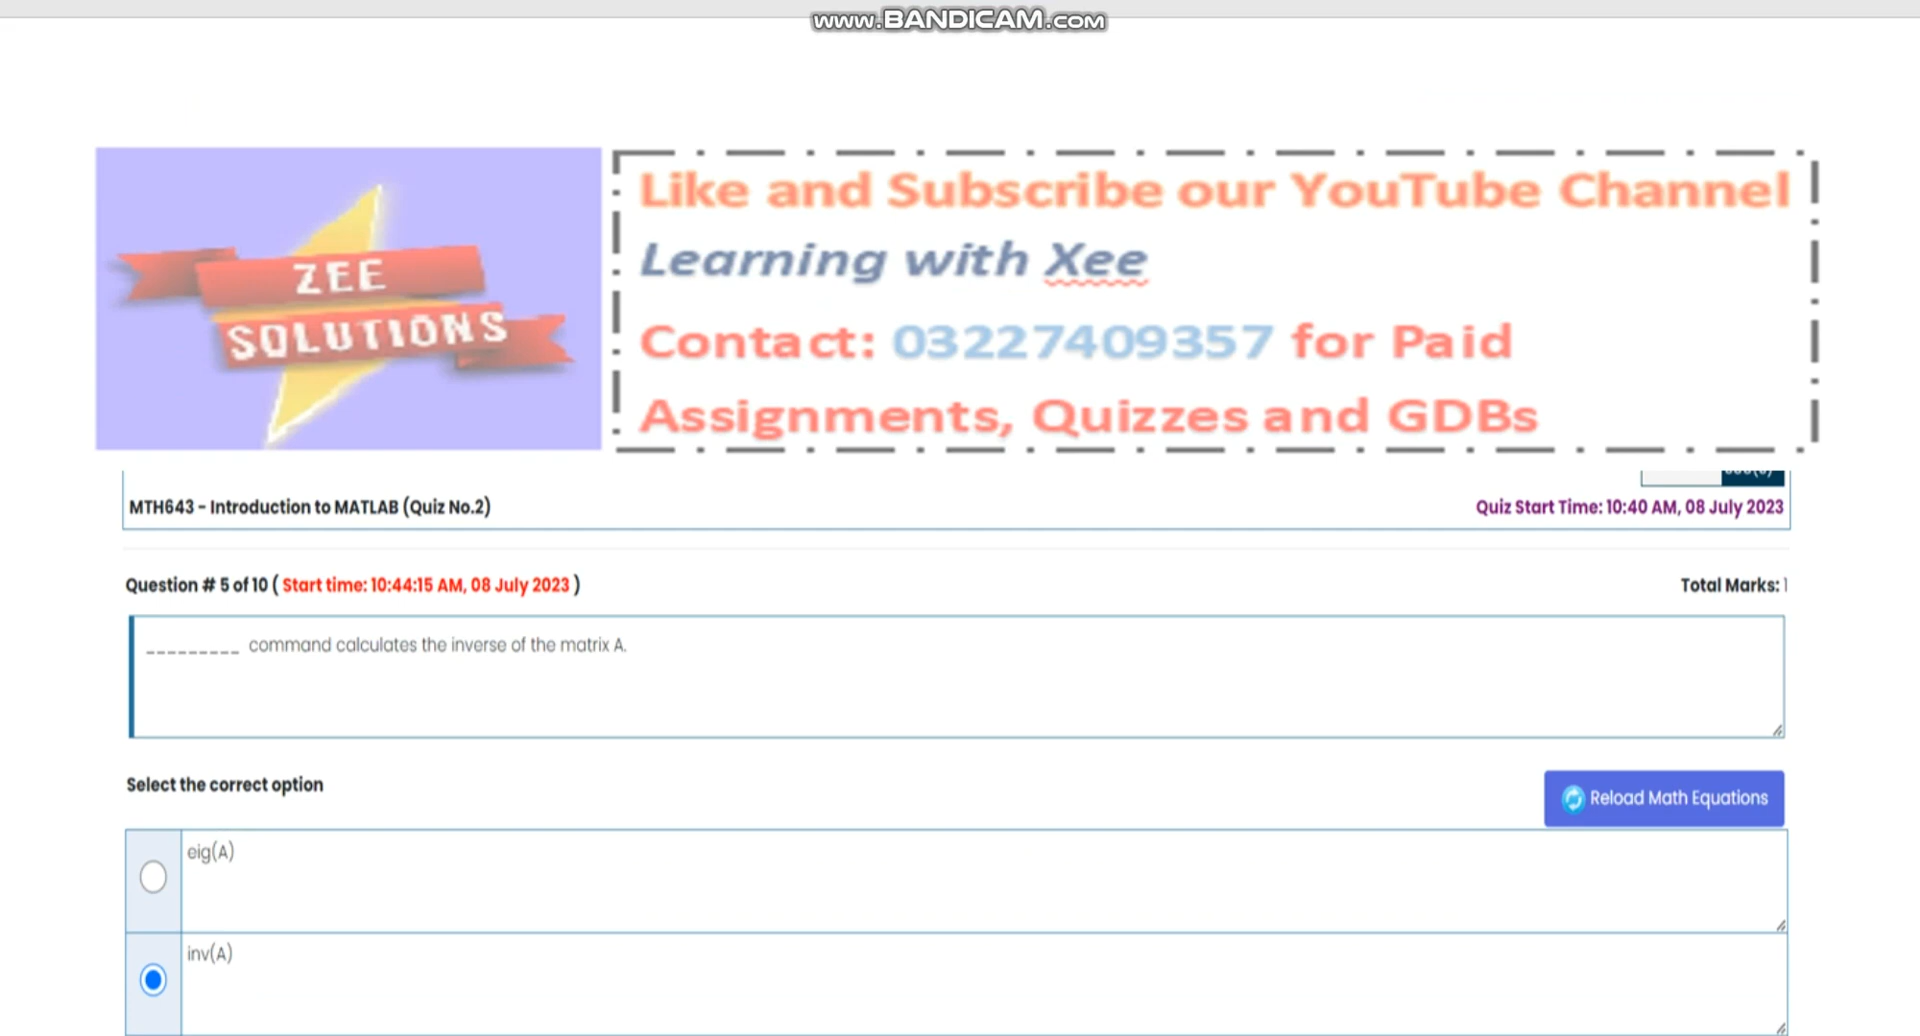 www.BANDICAM.com
Like and Subscribe our YouTube Channel
ZEE
SOLUTIONS
Learning with Xee
Contact: 03227409357 for Paid
Assignments, Quizzes and GDBs
MTH643 - Introduction to MATLAB (Quiz No.2)
Quiz Start Time: 10:40 AM, 08 July 2023
Question # 5 of 10 ( Start time: 10:44:15 AM, 08 July 2023 )
Total Marks: 1
_________ command calculates the inverse of the matrix A.
Select the correct option
Reload Math Equations
eig(A)
inv(A)